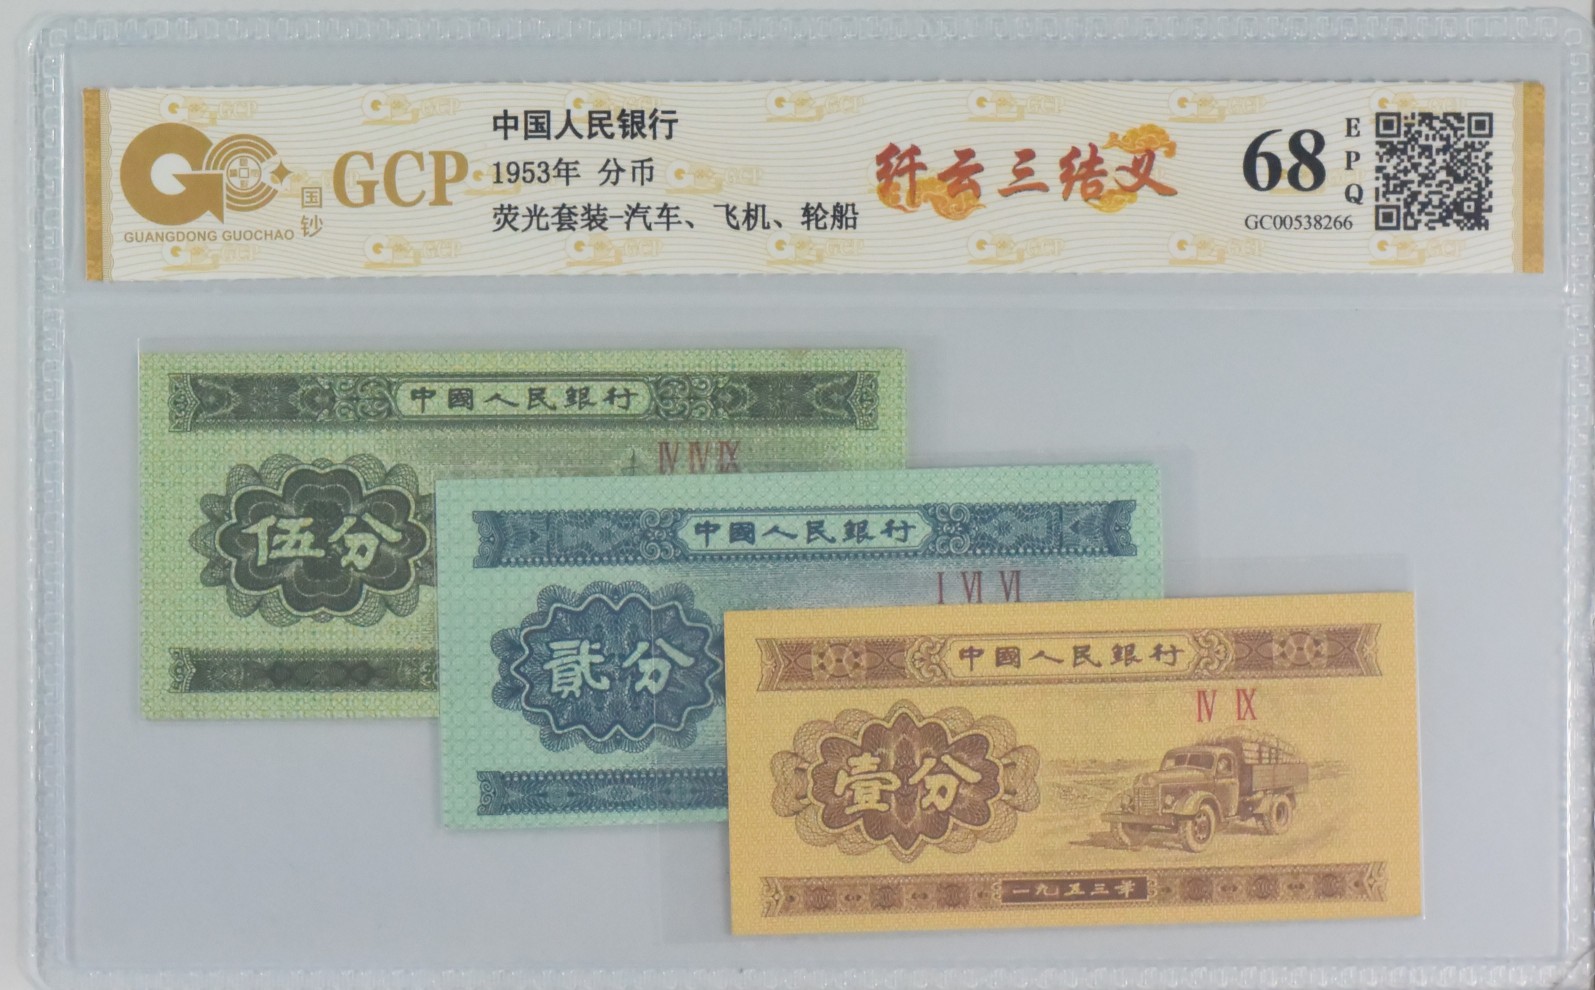 GCP
国钞
GUANGDONG GUOCHAO
中国人民银行
1953年 分币
荧光套装-汽车、飞机、轮船
纤云三结义
68
EPQ
GC00538266
中國人民銀行
ⅣⅣⅨ
伍分
中國人民銀行
Ⅰ Ⅵ Ⅵ
貳分
中國人民銀行
Ⅳ Ⅸ
壹分
一九五三年